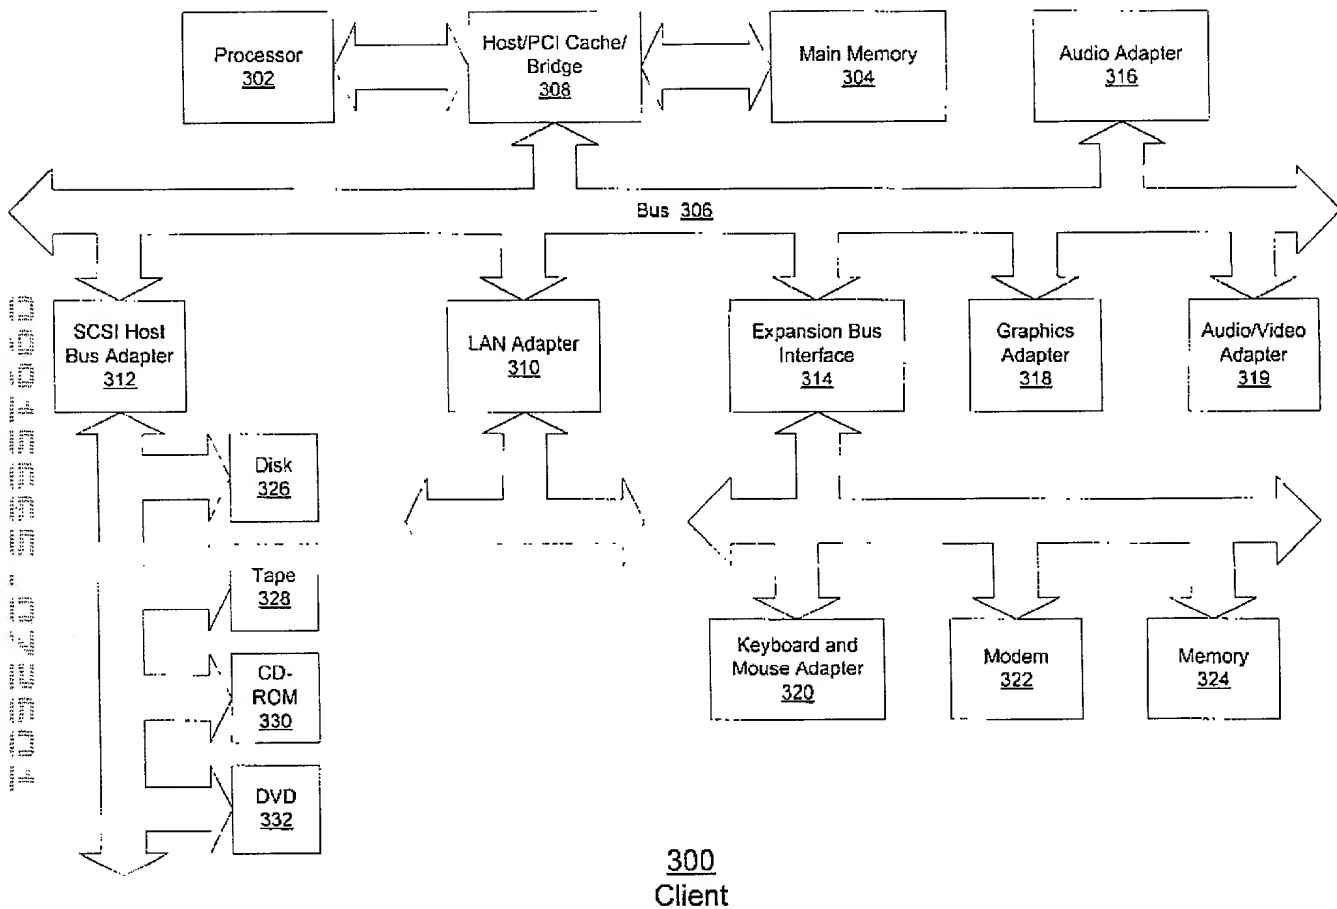 Processor
302
Host/PCI Cache/
Bridge
308
Main Memory
304
Audio Adapter
316
Bus 306
SCSI Host
Bus Adapter
312
LAN Adapter
310
Expansion Bus
Interface
314
Graphics
Adapter
318
Audio/Video
Adapter
319
Disk
326
Tape
328
CD-
ROM
330
DVD
332
Keyboard and
Mouse Adapter
320
Modem
322
Memory
324
300
Client